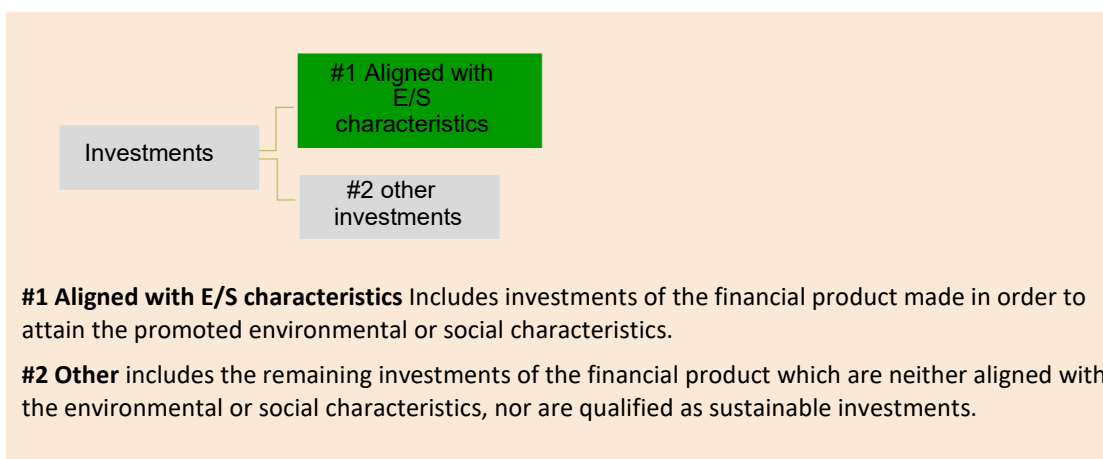 #1 Aligned with
E/S
characteristics
Investments
#2 other
investments
#1 Aligned with E/S characteristics Includes investments of the financial product made in order to
attain the promoted environmental or social characteristics.
#2 Other includes the remaining investments of the financial product which are neither aligned with
the environmental or social characteristics, nor are qualified as sustainable investments.